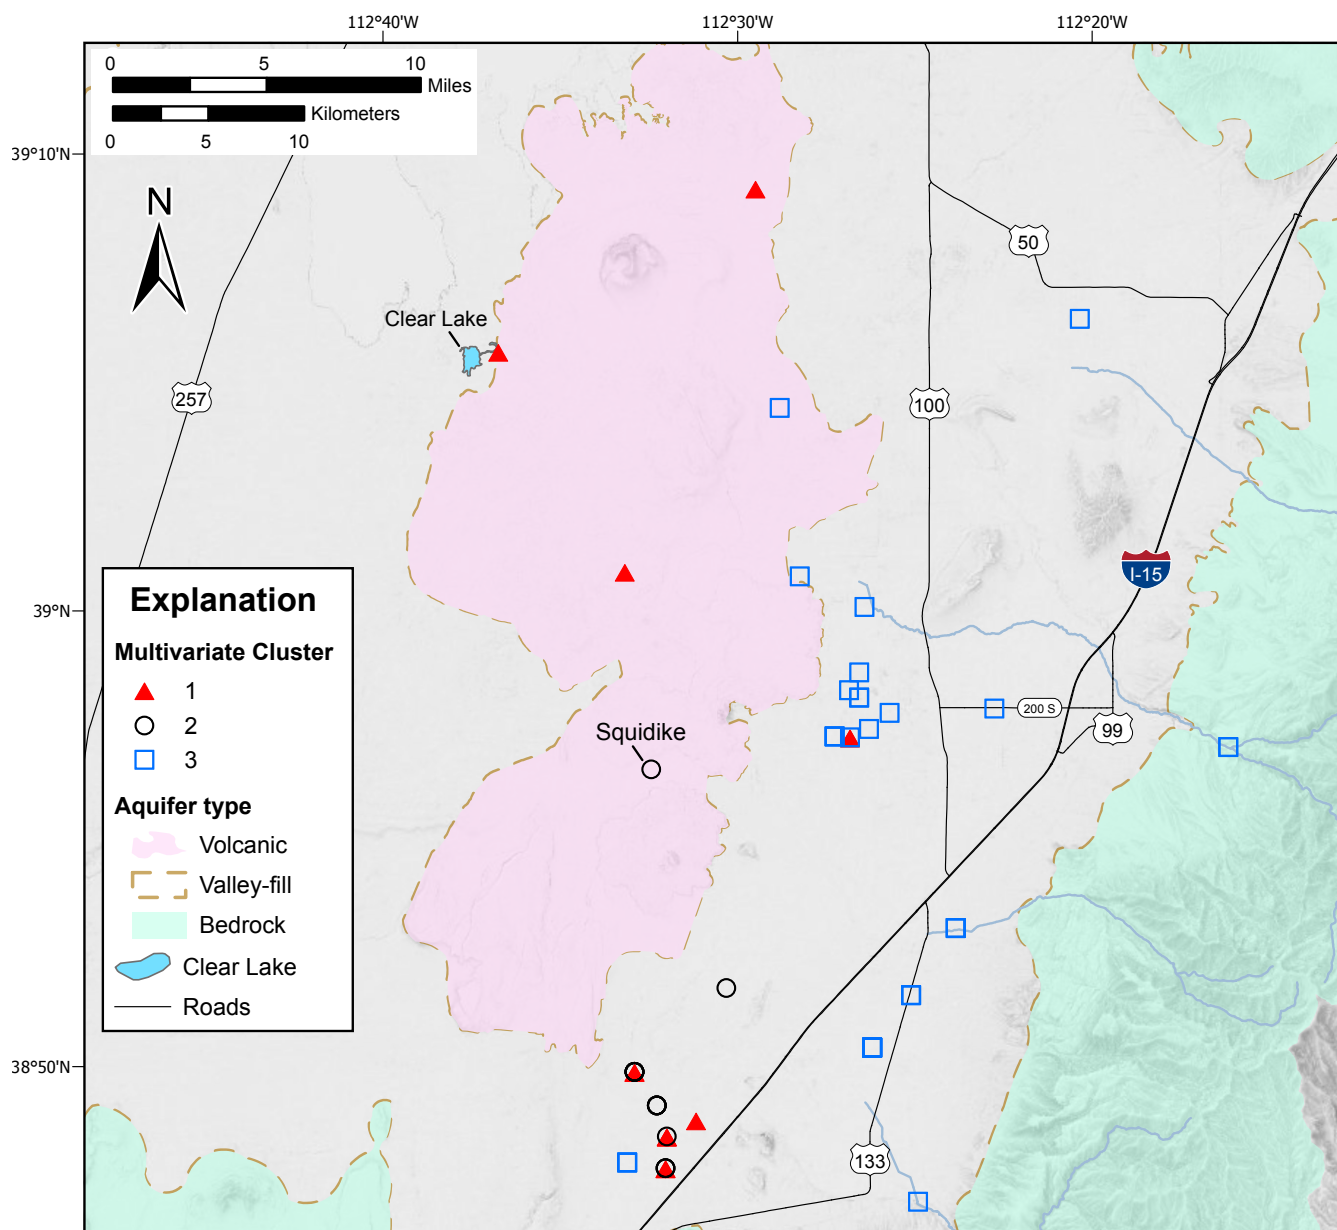 112°40'W 112°30'W 112°20'W
0 5 10
Miles
Kilometers
0 5 10
39°10'N
N
50
Clear Lake
257
100
I-15
39°N
Explanation
Multivariate Cluster
1
2
3
200 S
99
Squidike
Aquifer type
Volcanic
Valley-fill
Bedrock
Clear Lake
Roads
38°50'N
133